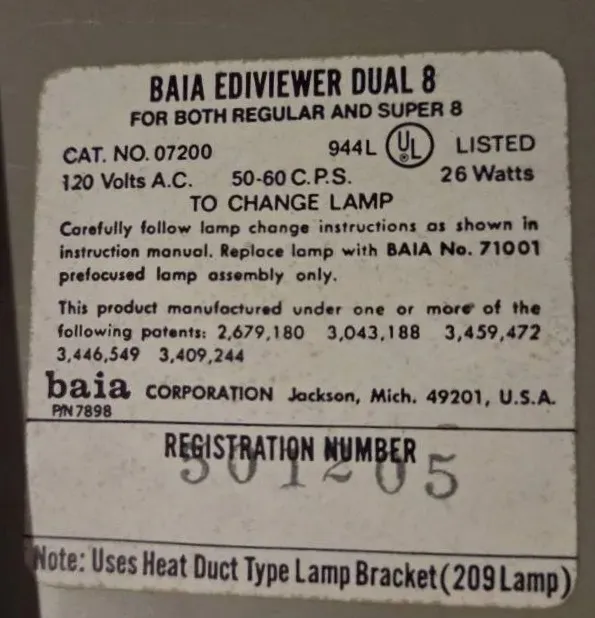 BAIA EDIVIEWER DUAL 8
FOR BOTH REGULAR AND SUPER 8
CAT. NO. 07200 944L UL ® LISTED
120 Volts A.C. 50-60 C.P.S. 26 Watts
TO CHANGE LAMP
Carefully follow lamp change instructions as shown in
instruction manual. Replace lamp with BAIA No. 71001
prefocused lamp assembly only.
This product manufactured under one or more of the
following patents: 2,679,180 3,043,188 3,459,472
3,446,549 3,409,244
baia CORPORATION Jackson, Mich. 49201, U.S.A.
P/N 7898
REGISTRATION NUMBER
501205
Note: Uses Heat Duct Type Lamp Bracket (209 Lamp)